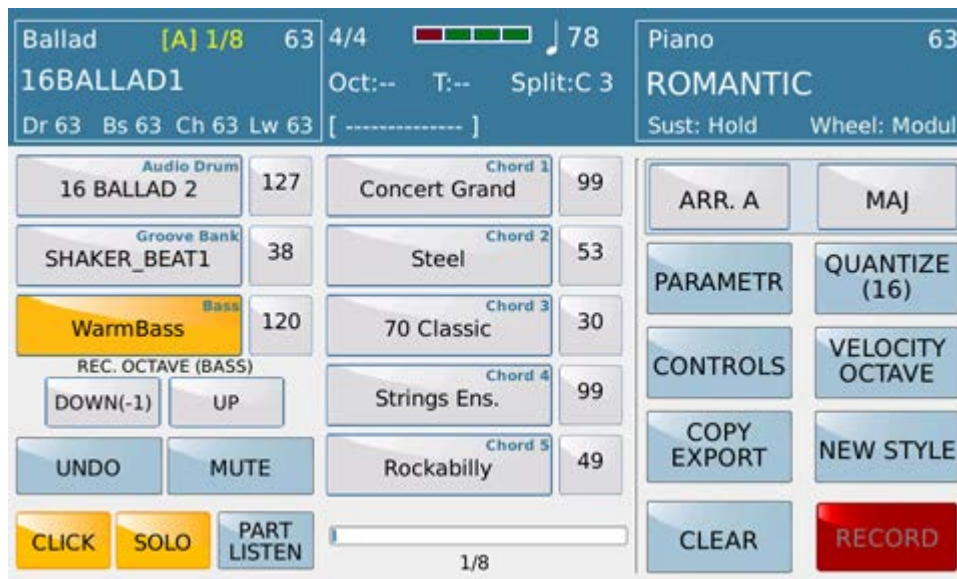 Ballad [A] 1/8 63
16BALLAD1
Dr 63 Bs 63 Ch 63 Lw 63
4/4 78
Oct:-- T:-- Split:C 3
[ -------------- ]
Piano 63
ROMANTIC
Sust: Hold Wheel: Modul
Audio Drum
16 BALLAD 2 127
Groove Bank
SHAKER_BEAT1 38
Bass
WarmBass 120
REC. OCTAVE (BASS)
DOWN(-1) UP
UNDO MUTE
CLICK SOLO PART
LISTEN
Chord 1
Concert Grand 99
Chord 2
Steel 53
Chord 3
70 Classic 30
Chord 4
Strings Ens. 99
Chord 5
Rockabilly 49
1/8
ARR. A MAJ
PARAMETR QUANTIZE
(16)
CONTROLS VELOCITY
OCTAVE
COPY
EXPORT NEW STYLE
CLEAR RECORD